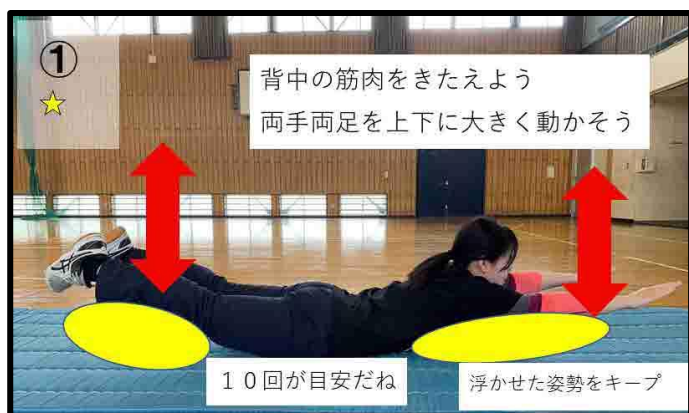 ①
背中の筋肉をきたえよう
両手両足を上下に大きく動かそう
１０回が目安だね
浮かせた姿勢をキープ